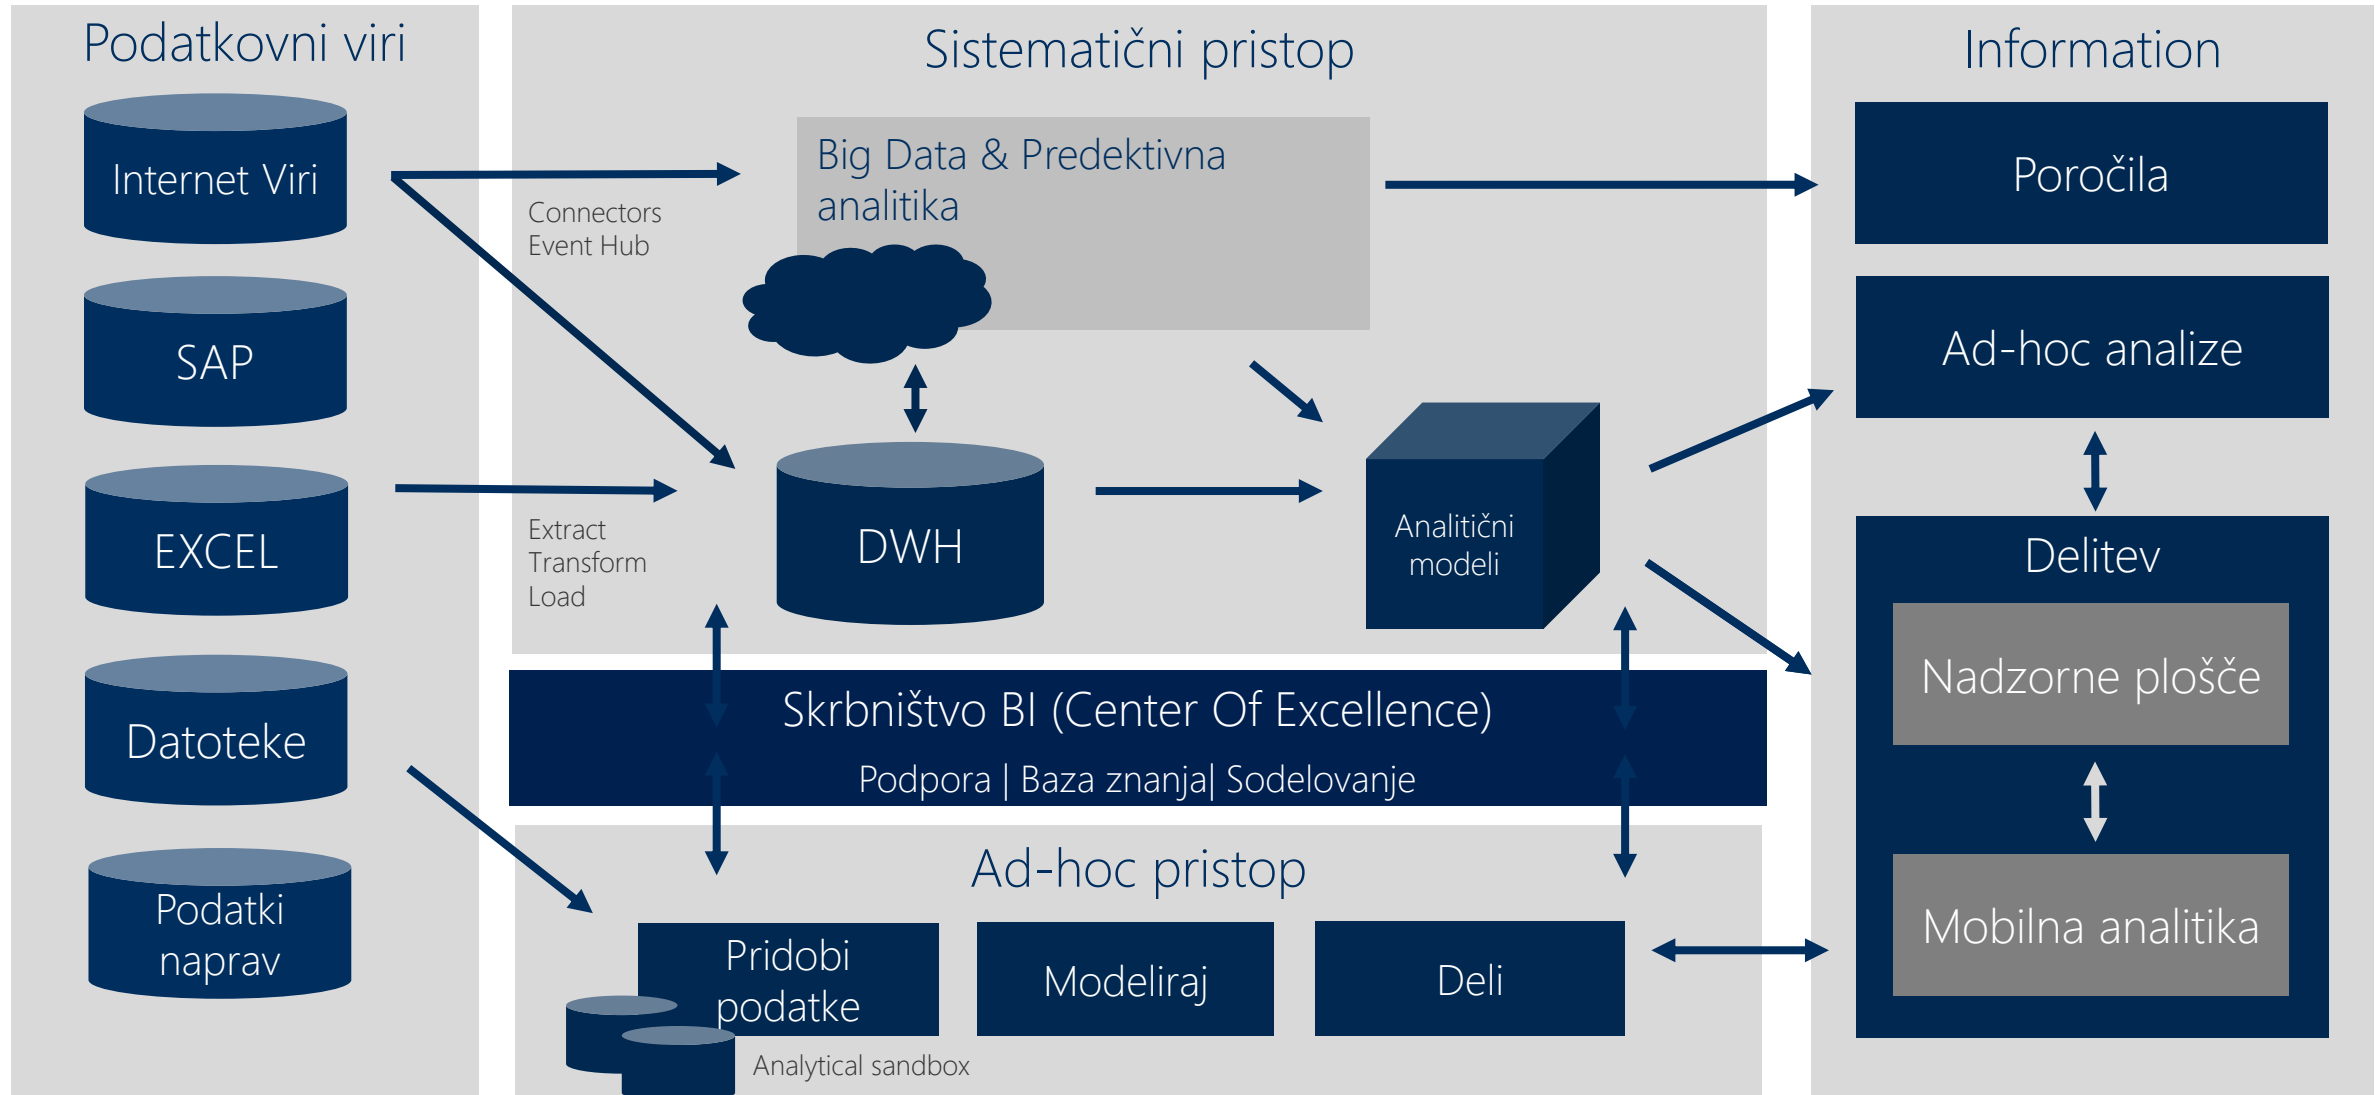 Podatkovni viri
Internet Viri
SAP
EXCEL
Datoteke
Podatki
naprav
Sistematični pristop
Big Data & Predektivna
analitika
Connectors
Event Hub
Extract
Transform
Load
DWH
Analitični
modeli
Skrbništvo BI (Center Of Excellence)
Podpora | Baza znanja| Sodelovanje
Ad-hoc pristop
Pridobi
podatke
Modeliraj
Deli
Analytical sandbox
Information
Poročila
Ad-hoc analize
Delitev
Nadzorne plošče
Mobilna analitika